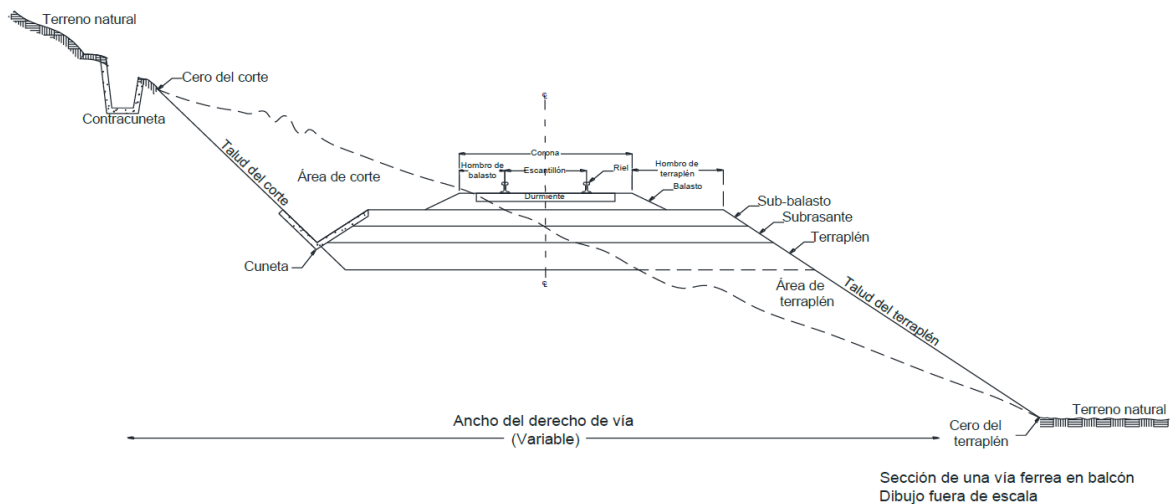 Terreno natural
Cero del corte
Contracuneta
Talud del corte
Área de corte
Corona
Hombro de
balasto
Escantillón
Riel
Hombro de
terraplén
Durmiente
Balasto
Sub-balasto
Subrasante
Terraplén
Cuneta
Área de
terraplén
Talud del terraplén
Ancho del derecho de vía
(Variable)
Cero del
terraplén
Terreno natural
Sección de una vía ferrea en balcón
Dibujo fuera de escala